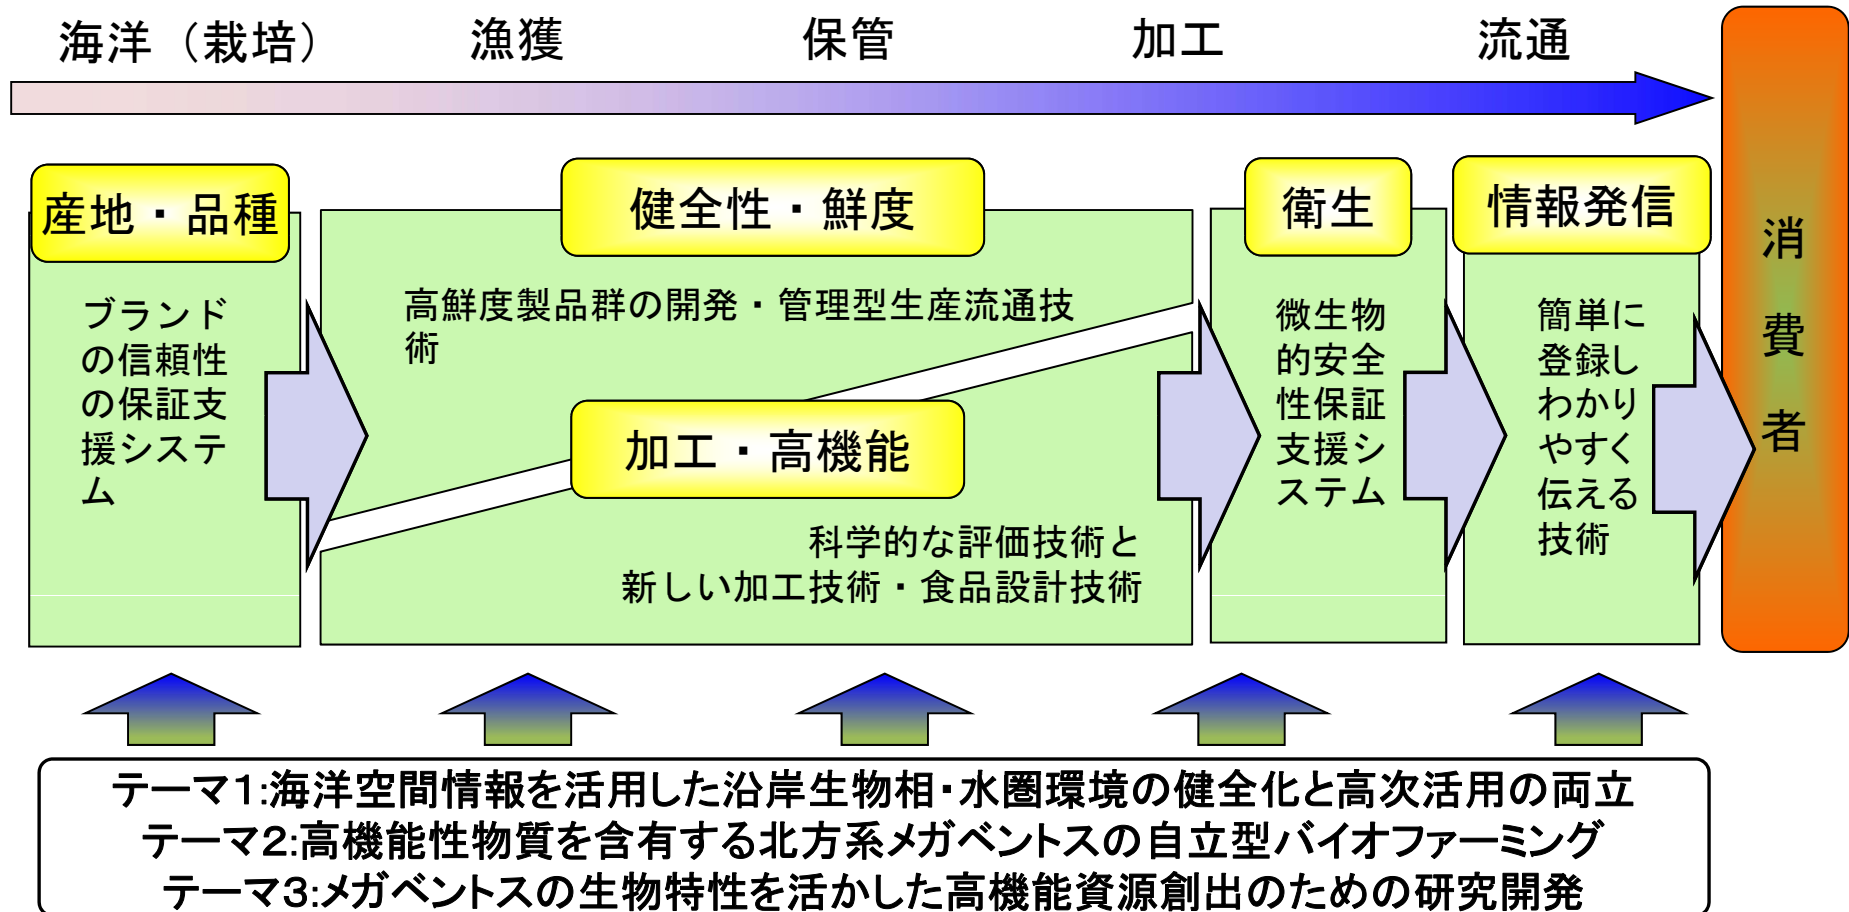 海洋（栽培）
漁獲
保管
加工
流通
産地・品種
健全性・鮮度
衛生
情報発信
ブランド
の信頼性
の保証支
援システ
ム
高鮮度製品群の開発・管理型生産流通技
術
加工・高機能
科学的な評価技術と
新しい加工技術・食品設計技術
微生物
的安全
性保証
支援シ
ステム
簡単に
登録し
わかり
やすく
伝える
技術
消
費
者
テーマ1:海洋空間情報を活用した沿岸生物相・水圏環境の健全化と高次活用の両立
テーマ2:高機能性物質を含有する北方系メガベントスの自立型バイオファーミング
テーマ3:メガベントスの生物特性を活かした高機能資源創出のための研究開発